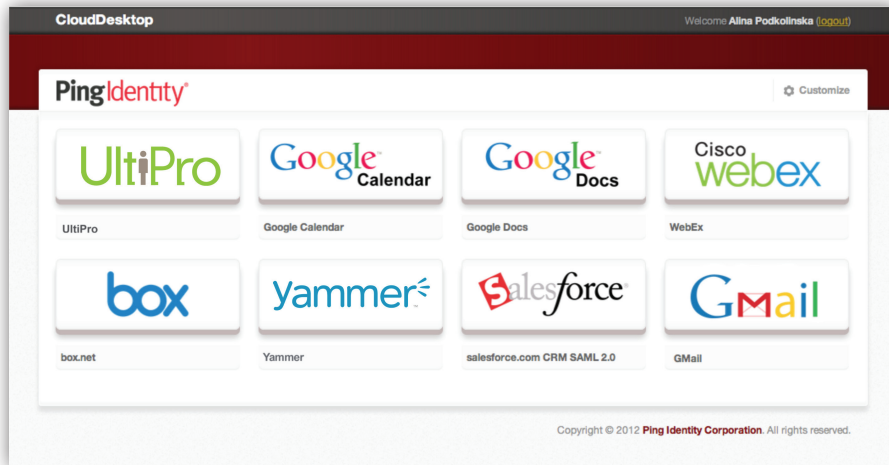 CloudDesktop
Welcome Alina Podkolinska (logout)
PingIdentity®
Customize
UltiPro
Google™ Calendar
Google™ Docs
Cisco webex
UltiPro
Google Calendar
Google Docs
WebEx
box
yammer
Salesforce
GMail
box.net
Yammer
salesforce.com CRM SAML 2.0
GMail
Copyright © 2012 Ping Identity Corporation. All rights reserved.